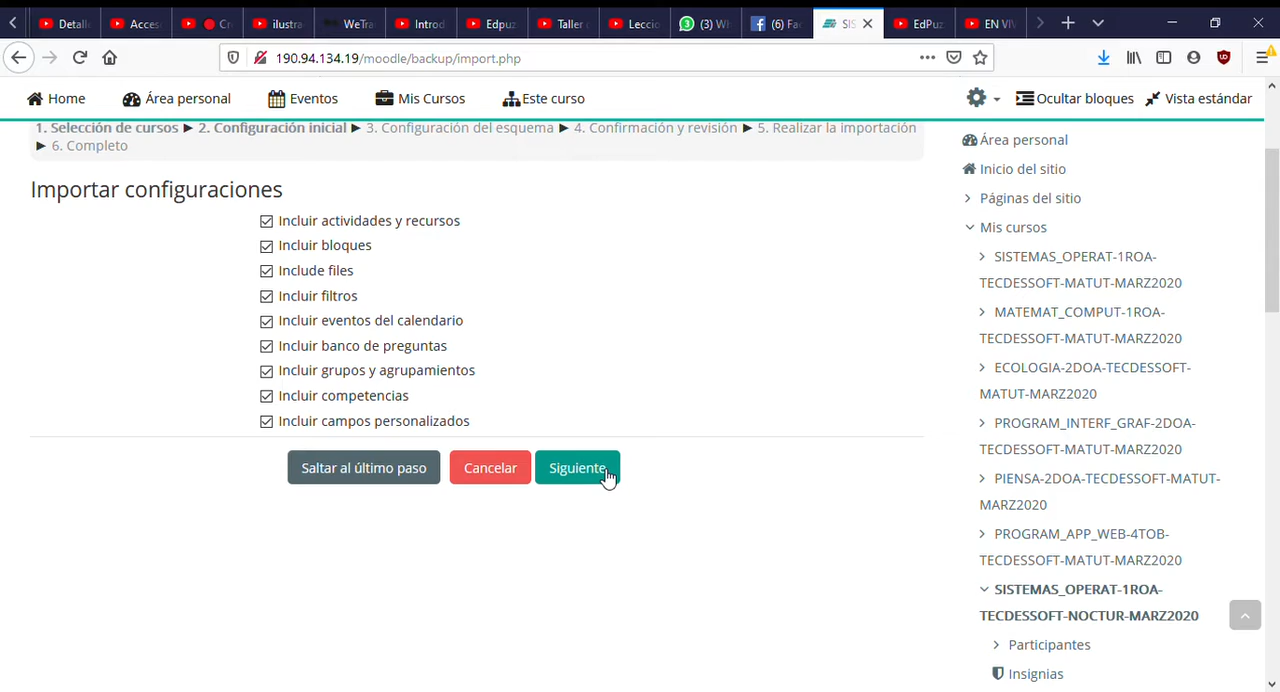 Detall
Acces
Cr
ilustra
WeTra
Introd
Edpuz
Taller
Leccio
(3) Wh
(6) Fa
SIS
EdPuz
EN VIV
190.94.134.19/moodle/backup/import.php
Home
Área personal
Eventos
Mis Cursos
Este curso
Ocultar bloques
Vista estándar
1. Selección de cursos ► 2. Configuración inicial ► 3. Configuración del esquema ► 4. Confirmación y revisión ► 5. Realizar la importación
► 6. Completo
Importar configuraciones
Incluir actividades y recursos
Incluir bloques
Include files
Incluir filtros
Incluir eventos del calendario
Incluir banco de preguntas
Incluir grupos y agrupamientos
Incluir competencias
Incluir campos personalizados
Saltar al último paso
Cancelar
Siguiente
Área personal
Inicio del sitio
Páginas del sitio
Mis cursos
SISTEMAS_OPERAT-1ROA-
TECDESSOFT-MATUT-MARZ2020
MATEMAT_COMPUT-1ROA-
TECDESSOFT-MATUT-MARZ2020
ECOLOGIA-2DOA-TECDESSOFT-
MATUT-MARZ2020
PROGRAM_INTERF_GRAF-2DOA-
TECDESSOFT-MATUT-MARZ2020
PIENSA-2DOA-TECDESSOFT-MATUT-
MARZ2020
PROGRAM_APP_WEB-4TOB-
TECDESSOFT-MATUT-MARZ2020
SISTEMAS_OPERAT-1ROA-
TECDESSOFT-NOCTUR-MARZ2020
Participantes
Insignias